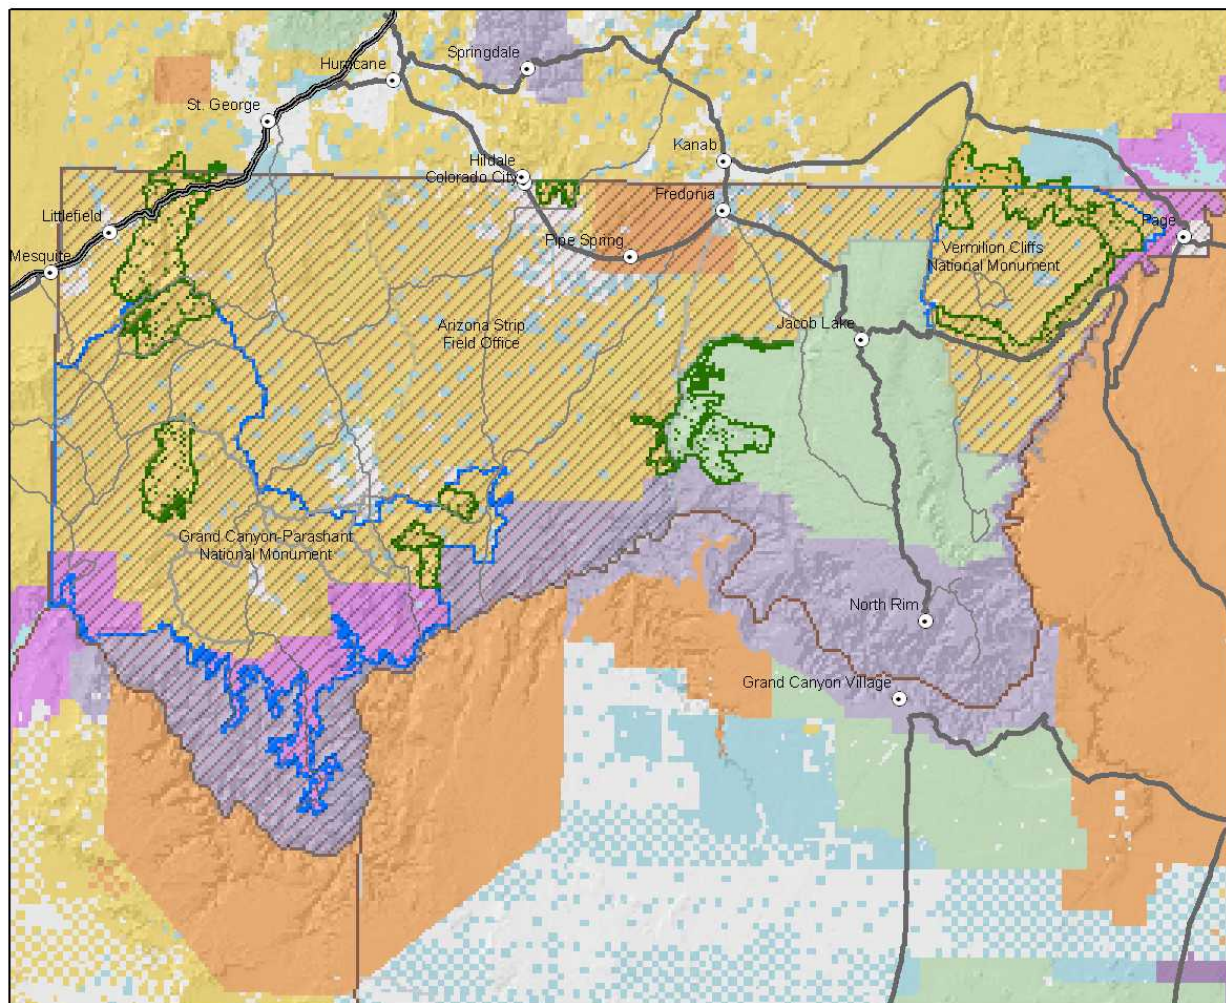 Springdale
Hurricane
St. George
Kanab
Hildale
Colorado City
Fredonia
Littlefield
Page
Pipe Spring
Mesquite
Vermilion Cliffs
National Monument
Arizona Strip
Field Office
Jacob Lake
Grand Canyon-Parashant
National Monument
North Rim
Grand Canyon Village